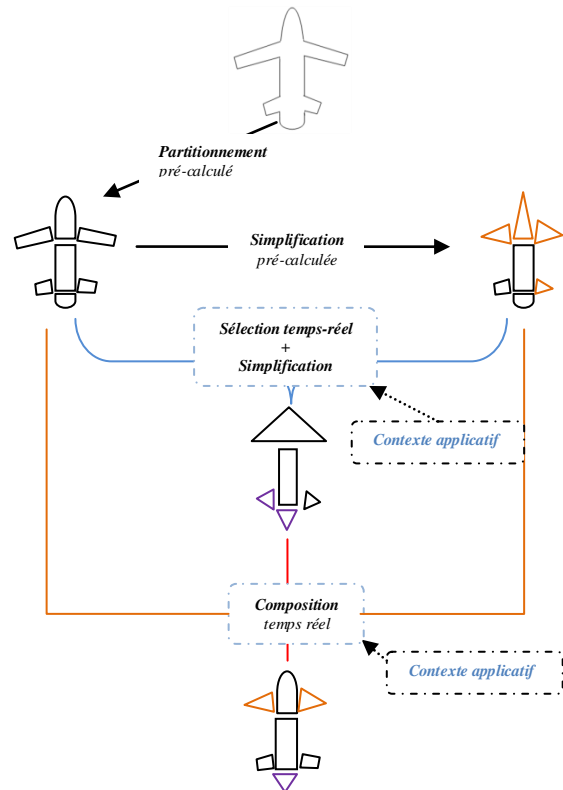 Partitionnement
pré-calculé
Simplification
pré-calculée
Sélection temps-réel
+
Simplification
Contexte applicatif
Composition
temps réel
Contexte applicatif